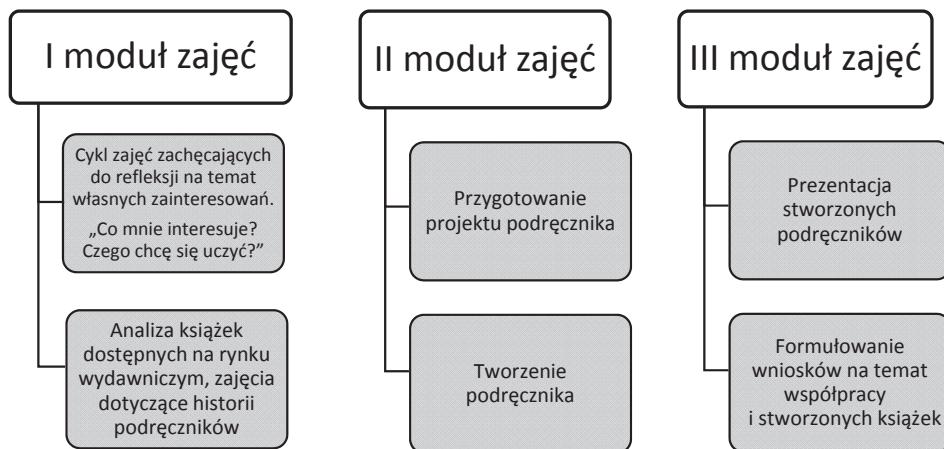 I moduł zajęć
Cykl zajęć zachęcających
do refleksji na temat
własnych zainteresowań.
„Co mnie interesuje?
Czego chcę się uczyć?”
Analiza książek
dostępnych na rynku
wydawniczym, zajęcia
dotyczące historii
podręczników
II moduł zajęć
Przygotowanie
projektu podręcznika
Tworzenie
podręcznika
III moduł zajęć
Prezentacja
stworzonych
podręczników
Formułowanie
wniosków na temat
współpracy
i stworzonych książek